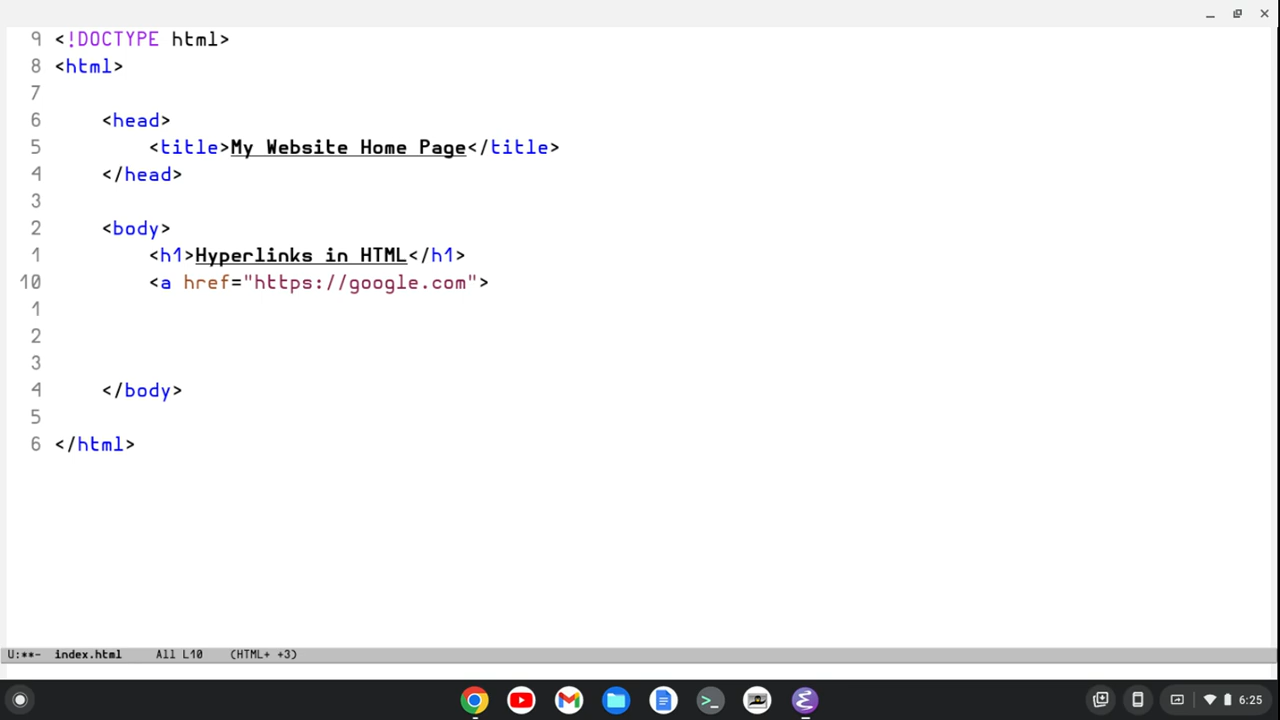 9 <!DOCTYPE html>
8 <html>
7
6 <head>
5 <title>My Website Home Page</title>
4 </head>
3
2 <body>
1 <h1>Hyperlinks in HTML</h1>
10 <a href="https://google.com">
1
2
3
4 </body>
5
6 </html>
U:**- index.html All L10 (HTML+ +3)
6:25